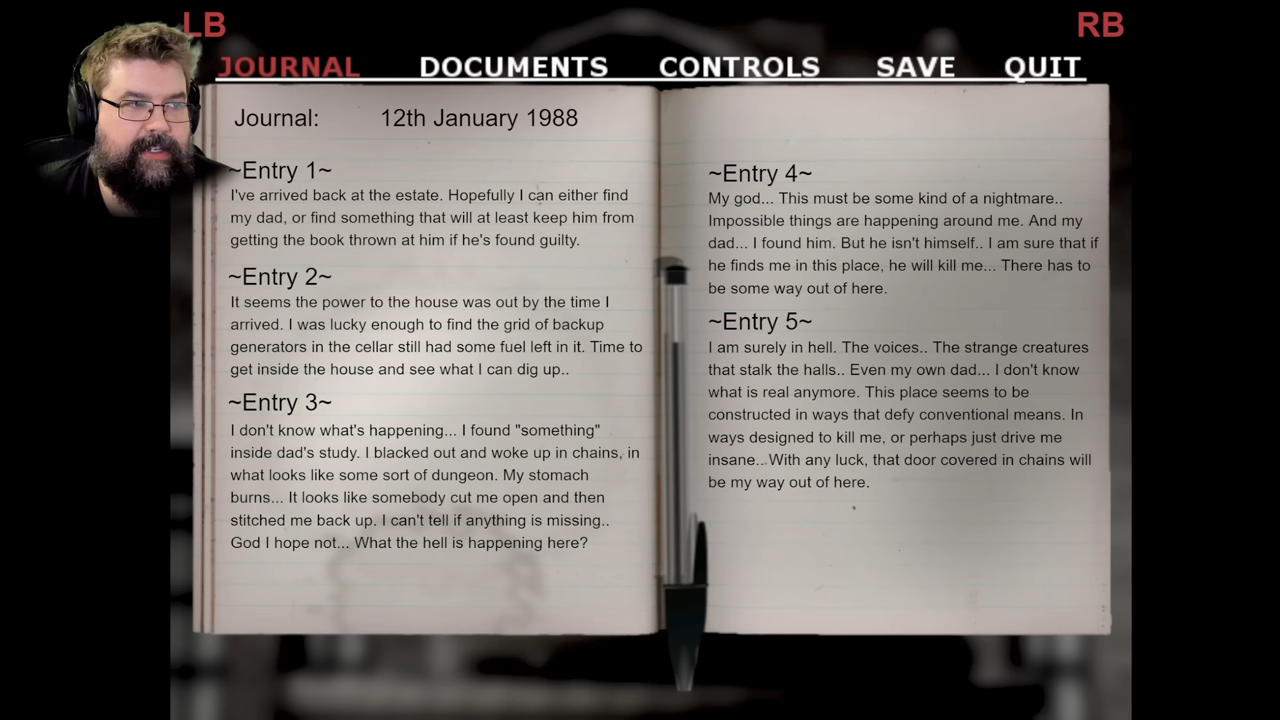 LB
RB
JOURNAL DOCUMENTS CONTROLS SAVE QUIT
Journal: 12th January 1988
~Entry 1~
I've arrived back at the estate. Hopefully I can either find
my dad, or find something that will at least keep him from
getting the book thrown at him if he's found guilty.
~Entry 2~
It seems the power to the house was out by the time I
arrived. I was lucky enough to find the grid of backup
generators in the cellar still had some fuel left in it. Time to
get inside the house and see what I can dig up..
~Entry 3~
I don't know what's happening... I found "something"
inside dad's study. I blacked out and woke up in chains, in
what looks like some sort of dungeon. My stomach
burns... It looks like somebody cut me open and then
stitched me back up. I can't tell if anything is missing..
God I hope not... What the hell is happening here?
~Entry 4~
My god... This must be some kind of a nightmare..
Impossible things are happening around me. And my
dad... I found him. But he isn't himself.. I am sure that if
he finds me in this place, he will kill me... There has to
be some way out of here.
~Entry 5~
I am surely in hell. The voices.. The strange creatures
that stalk the halls.. Even my own dad... I don't know
what is real anymore. This place seems to be
constructed in ways that defy conventional means. In
ways designed to kill me, or perhaps just drive me
insane.. With any luck, that door covered in chains will
be my way out of here.